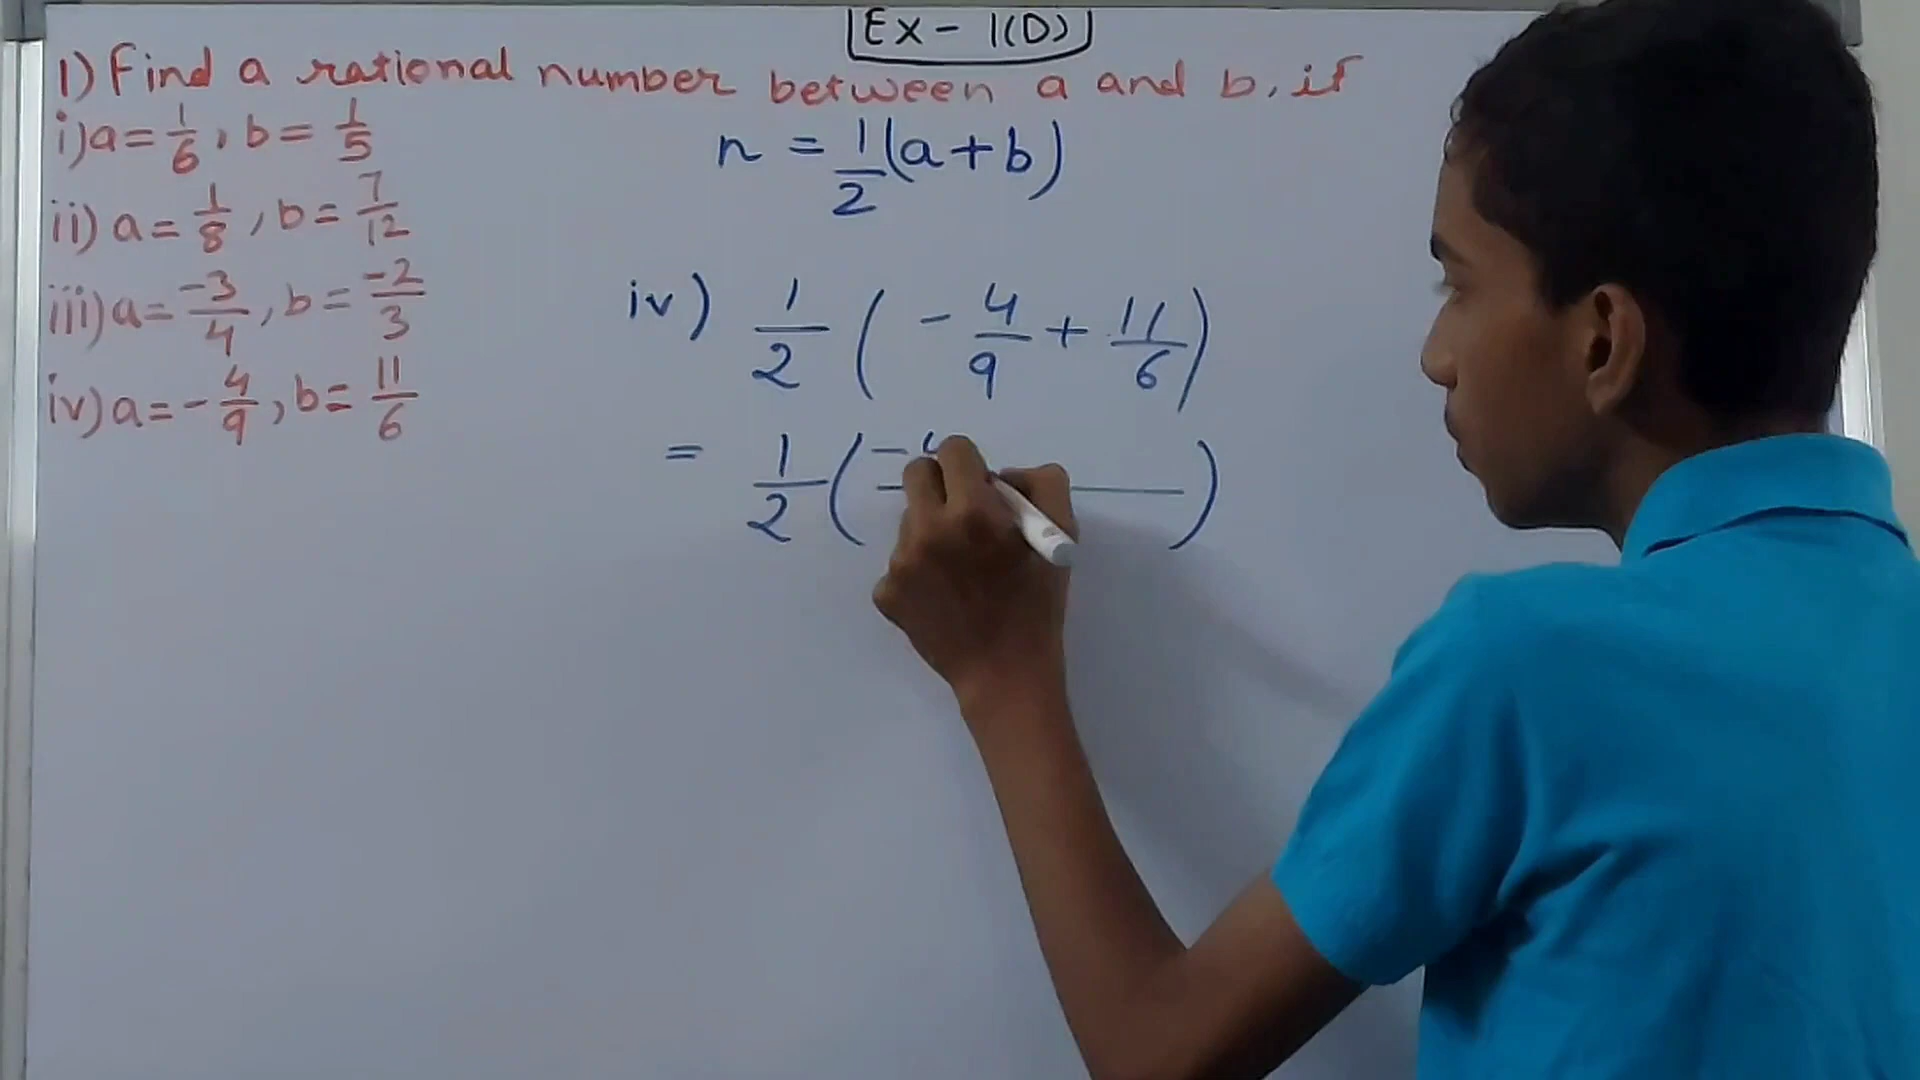 Ex - 1(D)
1) Find a rational number between a and b, if
i) a = 1/6, b = 1/5
ii) a = 1/8, b = 7/12
iii) a = -3/4, b = -2/3
iv) a = -4/9, b = 11/6
n = 1/2 (a + b)
iv) 1/2 ( - 4/9 + 11/6 )
= 1/2 ( -4 )